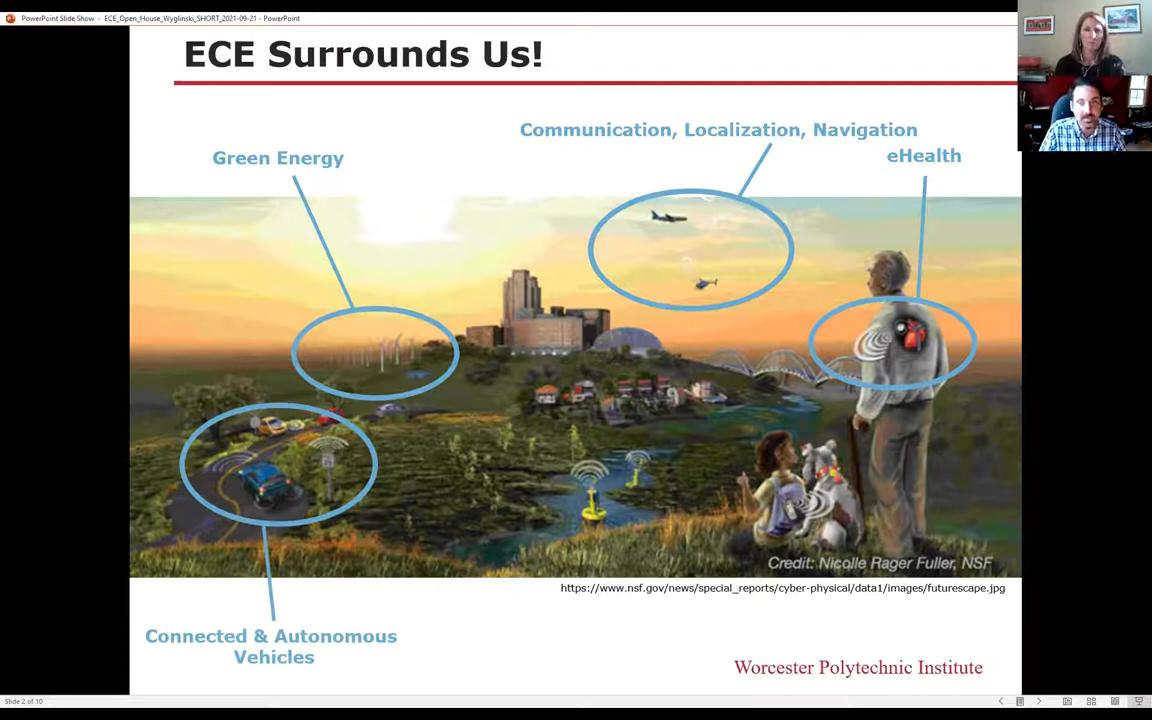 PowerPoint Slide Show - ECE_Open_House_Wyglinski_SHORT_2021-09-21 - PowerPoint
ECE Surrounds Us!
Communication, Localization, Navigation
Green Energy
eHealth
Credit: Nicolle Rager Fuller, NSF
https://www.nsf.gov/news/special_reports/cyber-physical/data1/images/futurescape.jpg
Connected & Autonomous
Vehicles
Worcester Polytechnic Institute
Slide 2 of 10